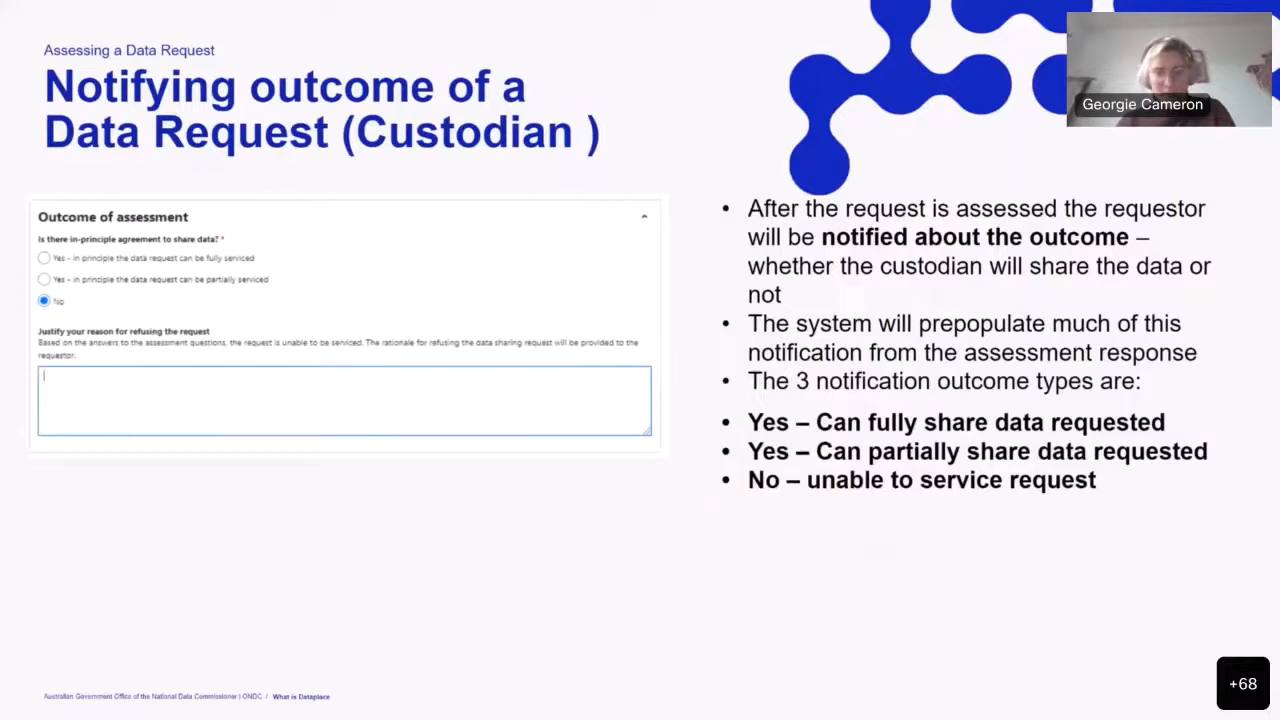 Assessing a Data Request
Notifying outcome of a
Data Request (Custodian )
Georgie Cameron
Outcome of assessment
Is there in-principle agreement to share data? *
Yes - in principle the data request can be fully serviced
Yes - in principle the data request can be partially serviced
No
Justify your reason for refusing the request
Based on the answers to the assessment questions, the request is unable to be serviced. The rationale for refusing the data sharing request will be provided to the
requestor.
• After the request is assessed the requestor
will be notified about the outcome –
whether the custodian will share the data or
not
• The system will prepopulate much of this
notification from the assessment response
• The 3 notification outcome types are:
• Yes – Can fully share data requested
• Yes – Can partially share data requested
• No – unable to service request
Australian Government Office of the National Data Commissioner | ONDC / What is Dataplace
+68